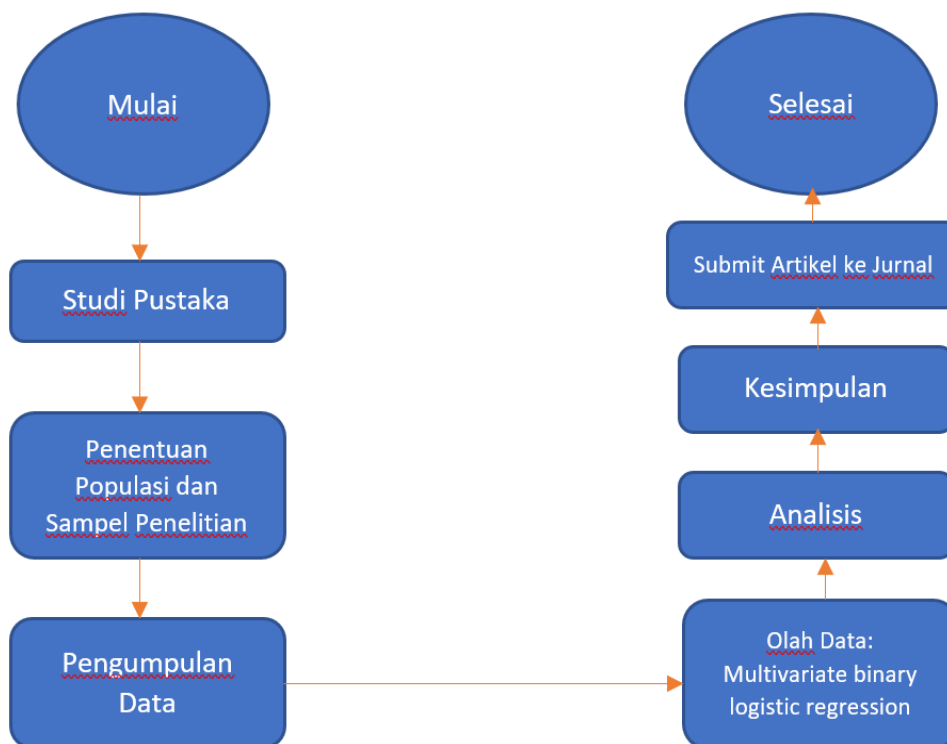 Mulai
Studi Pustaka
Penentuan
Populasi dan
Sampel Penelitian
Pengumpulan
Data
Olah Data:
Multivariate binary
logistic regression
Analisis
Kesimpulan
Submit Artikel ke Jurnal
Selesai